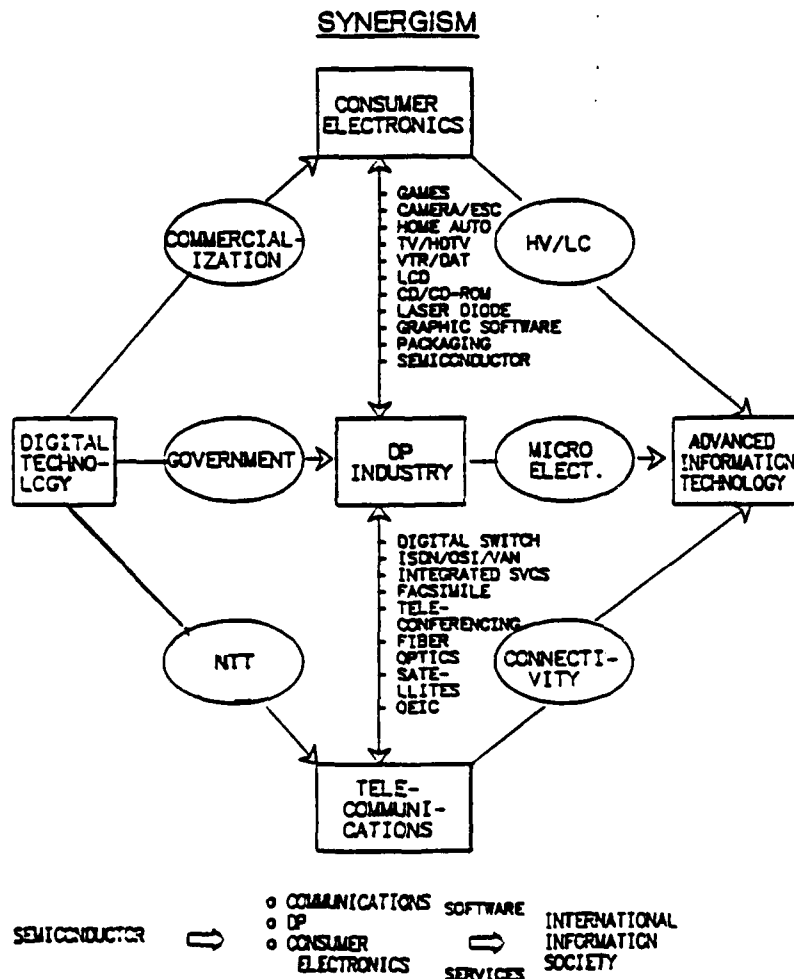 SYNERGISM
CONSUMER
ELECTRONICS
GAMES
CAMERA/ESC
HOME AUTO
TV/HDTV
VTR/DAT
LCD
CD/CD-ROM
LASER DIODE
GRAPHIC SOFTWARE
PACKAGING
SEMICONDUCTOR
COMMERCIAL-
IZATION
HV/LC
DIGITAL
TECHNO-
LOGY
GOVERNMENT
DP
INDUSTRY
MICRO
ELECT.
ADVANCED
INFORMATION
TECHNOLOGY
DIGITAL SWITCH
ISDN/OSI/VAN
INTEGRATED SVCS
FACSIMILE
TELE-
CONFERENCING
FIBER
OPTICS
SATE-
LLITES
OEIC
NTT
CONNECTI-
VITY
TELE-
COMMUNI-
CATIONS
SEMICONDUCTOR
o COMMUNICATIONS
o DP
o CONSUMER
ELECTRONICS
SOFTWARE
SERVICES
INTERNATIONAL
INFORMATION
SOCIETY